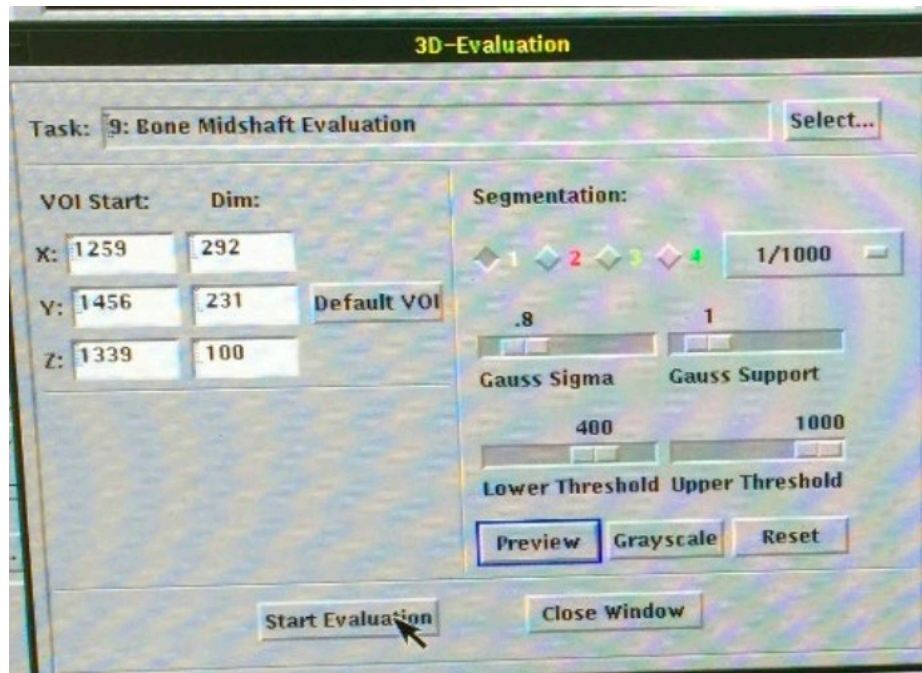 3D-Evaluation
Task: 9: Bone Midshaft Evaluation Select...
VOI Start: Dim:
X: 1259 292
Y: 1456 231 Default VOI
Z: 1339 100
Segmentation:
1 2 3 4 1/1000
.8 1
Gauss Sigma Gauss Support
400 1000
Lower Threshold Upper Threshold
Preview Grayscale Reset
Start Evaluation Close Window